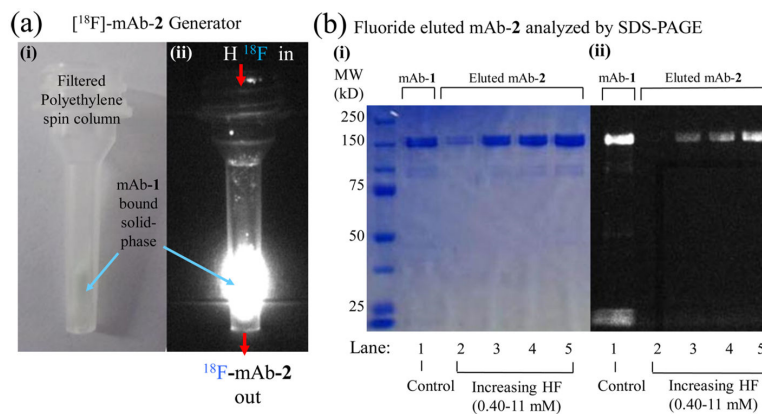 (a) [¹⁸F]-mAb-2 Generator
(i)
Filtered
Polyethylene
spin column
mAb-1
bound
solid-
phase
(ii) H ¹⁸F in
¹⁸F-mAb-2
out
(b) Fluoride eluted mAb-2 analyzed by SDS-PAGE
(i)
MW
(kD)
mAb-1 Eluted mAb-2
250
150
75
50
25
Lane: 1 2 3 4 5
Control Increasing HF
(0.40-11 mM)
(ii)
mAb-1 Eluted mAb-2
1 2 3 4 5
Control Increasing HF
(0.40-11 mM)